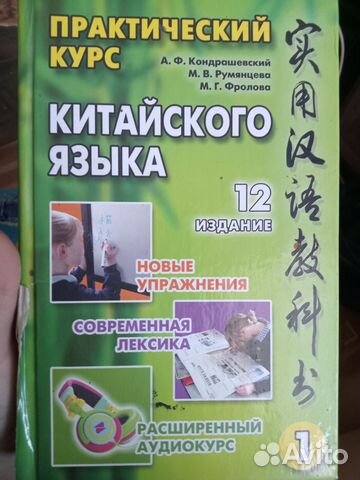 ПРАКТИЧЕСКИЙ
КУРС
А. Ф. Кондрашевский
М. В. Румянцева
М. Г. Фролова
КИТАЙСКОГО
ЯЗЫКА
实用汉语教科书
12
ИЗДАНИЕ
НОВЫЕ
УПРАЖНЕНИЯ
СОВРЕМЕННАЯ
ЛЕКСИКА
РАСШИРЕННЫЙ
АУДИОКУРС
1
Avito